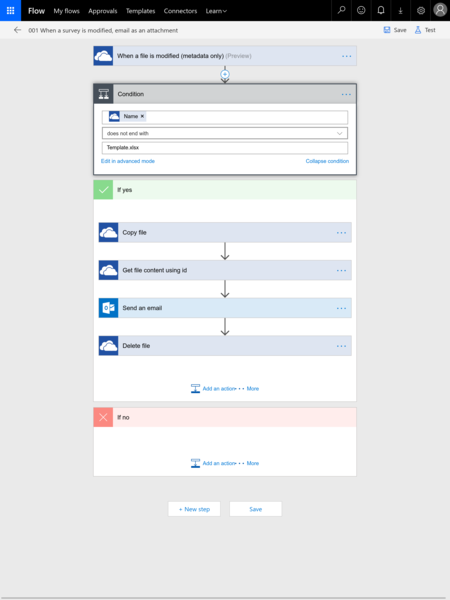 Flow My flows Approvals Templates Connectors Learn
001 When a survey is modified, email as an attachment Save Test
When a file is modified (metadata only) (Preview)
Condition
Name ×
does not end with
Template.xlsx
Edit in advanced mode Collapse condition
If yes
Copy file
Get file content using id
Send an email
Delete file
Add an action ••• More
If no
Add an action ••• More
+ New step Save